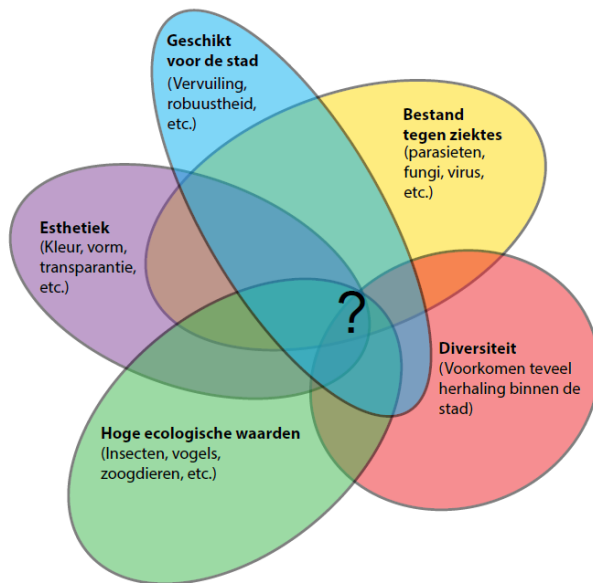 Geschikt
voor de stad
(Vervuiling,
robuustheid,
etc.)
Bestand
tegen ziektes
(parasieten,
fungi, virus,
etc.)
Esthetiek
(Kleur, vorm,
transparantie,
etc.)
?
Diversiteit
(Voorkomen teveel
herhaling binnen de
stad)
Hoge ecologische waarden
(Insecten, vogels,
zoogdieren, etc.)